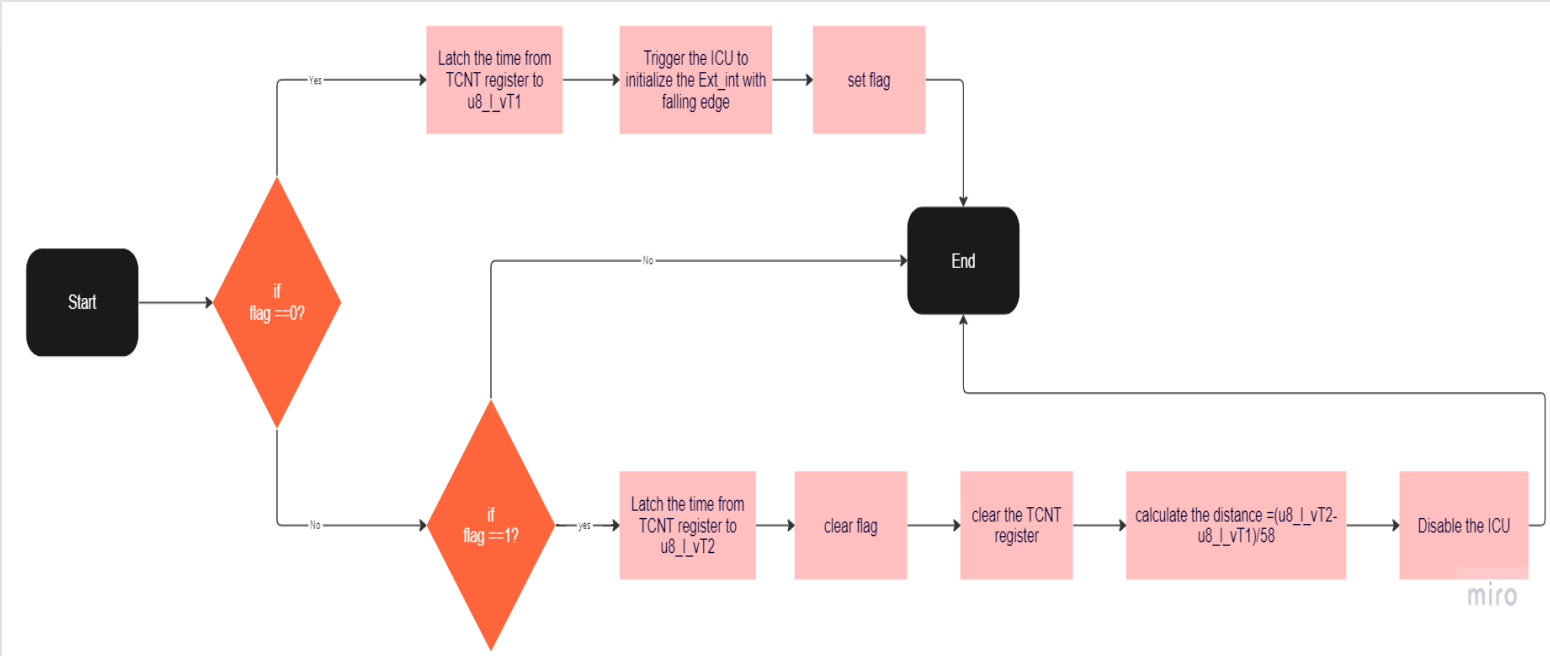 Latch the time from
TCNT register to
u8_l_vT1
Trigger the ICU to
initialize the Ext_int with
falling edge
set flag
Yes
Start
if
flag ==0?
No
End
No
if
flag ==1?
yes
Latch the time from
TCNT register to
u8_l_vT2
clear flag
clear the TCNT
register
calculate the distance =(u8_l_vT2-
u8_l_vT1)/58
Disable the ICU
miro